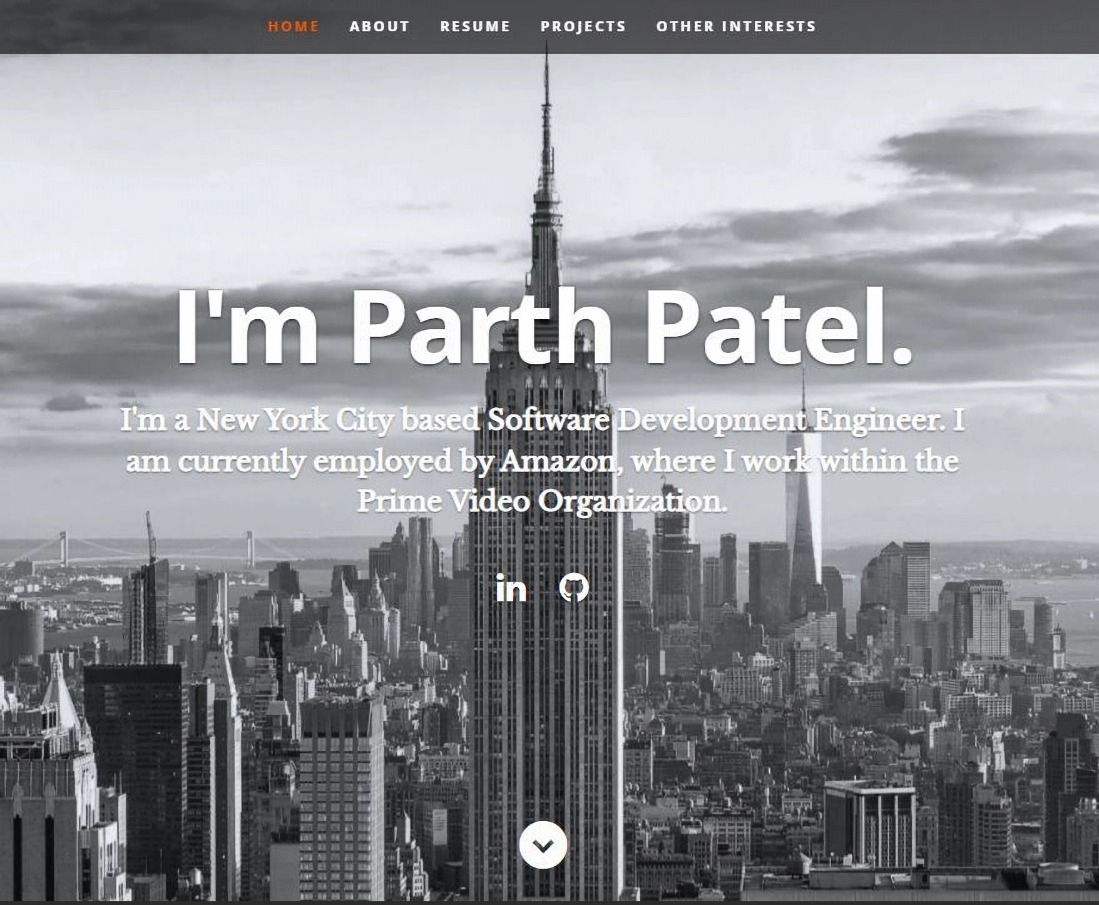 HOME ABOUT RESUME PROJECTS OTHER INTERESTS
I'm Parth Patel.
I'm a New York City based Software Development Engineer. I
am currently employed by Amazon, where I work within the
Prime Video Organization.
in